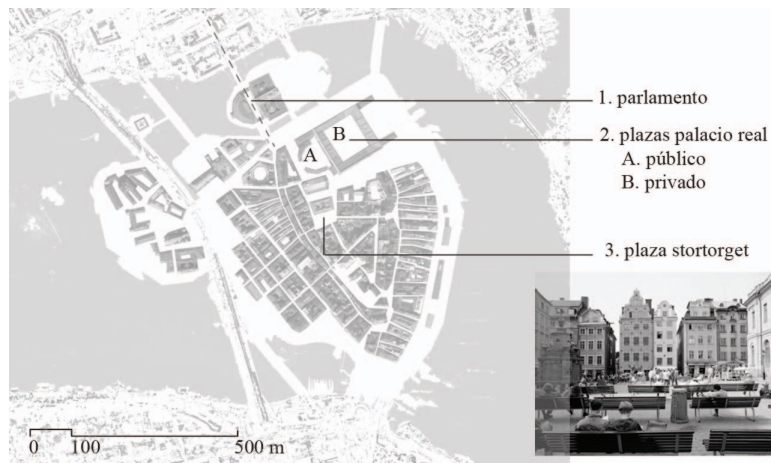 1. parlamento
B
2. plazas palacio real
A
A. público
B. privado
3. plaza stortorget
0 100 500 m